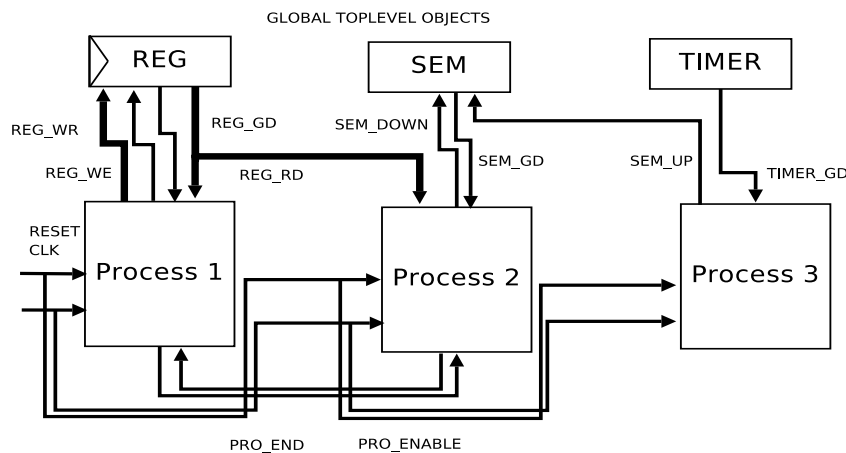 GLOBAL TOPLEVEL OBJECTS
REG
SEM
TIMER
REG_WR
REG_GD
SEM_DOWN
REG_WE
REG_RD
SEM_GD
SEM_UP
TIMER_GD
RESET
CLK
Process 1
Process 2
Process 3
PRO_END
PRO_ENABLE